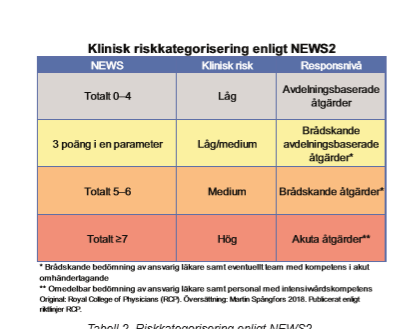 Klinisk riskkategorisering enligt NEWS2
NEWS Klinisk risk Responsnivå
Totalt 0–4 Låg Avdelningsbaserade
åtgärder
3 poäng i en parameter Låg/medium Brådskande
avdelningsbaserade
åtgärder*
Totalt 5–6 Medium Brådskande åtgärder*
Totalt ≥7 Hög Akuta åtgärder**
* Brådskande bedömning av ansvarig läkare samt eventuellt team med kompetens i akut
omhändertagande
** Omedelbar bedömning av läkare samt personal med intensivvårdskompetens
Original: Royal College of Physicians (RCP). Översättning: Martin Spångfors 2018. Publicerat enligt
riktlinjer RCP.
Tabell 2. Riskkategorisering enligt NEWS2